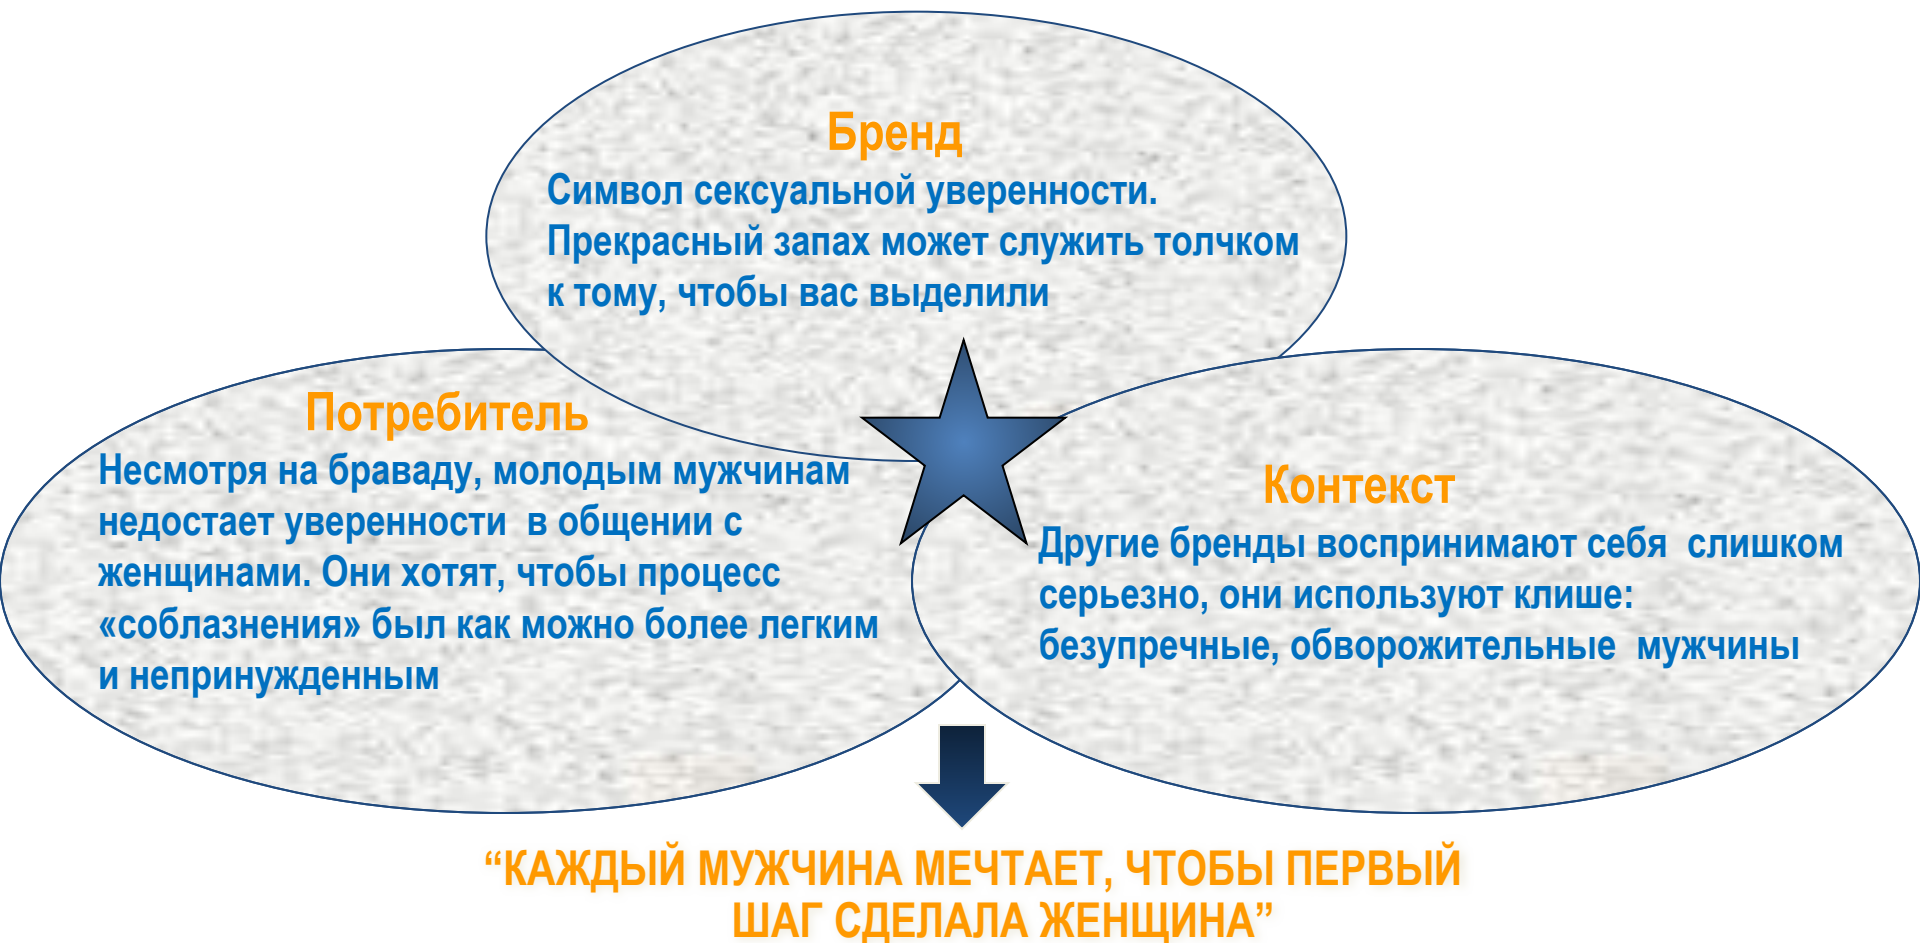 Бренд
Символ сексуальной уверенности.
Прекрасный запах может служить толчком
к тому, чтобы вас выделили
Потребитель
Несмотря на браваду, молодым мужчинам
недостает уверенности в общении с
женщинами. Они хотят, чтобы процесс
«соблазнения» был как можно более легким
и непринужденным
Контекст
Другие бренды воспринимают себя слишком
серьезно, они используют клише:
безупречные, обворожительные мужчины
“КАЖДЫЙ МУЖЧИНА МЕЧТАЕТ, ЧТОБЫ ПЕРВЫЙ
ШАГ СДЕЛАЛА ЖЕНЩИНА”